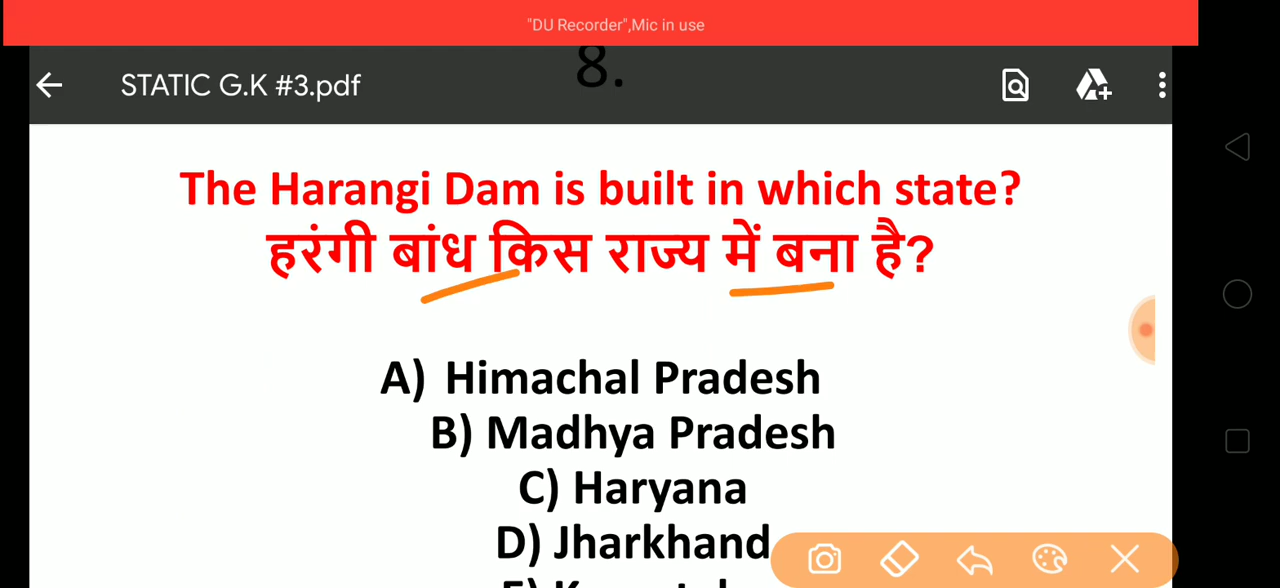 "DU Recorder",Mic in use
8.
STATIC G.K #3.pdf
The Harangi Dam is built in which state?
हरंगी बांध किस राज्य में बना है?
A) Himachal Pradesh
B) Madhya Pradesh
C) Haryana
D) Jharkhand